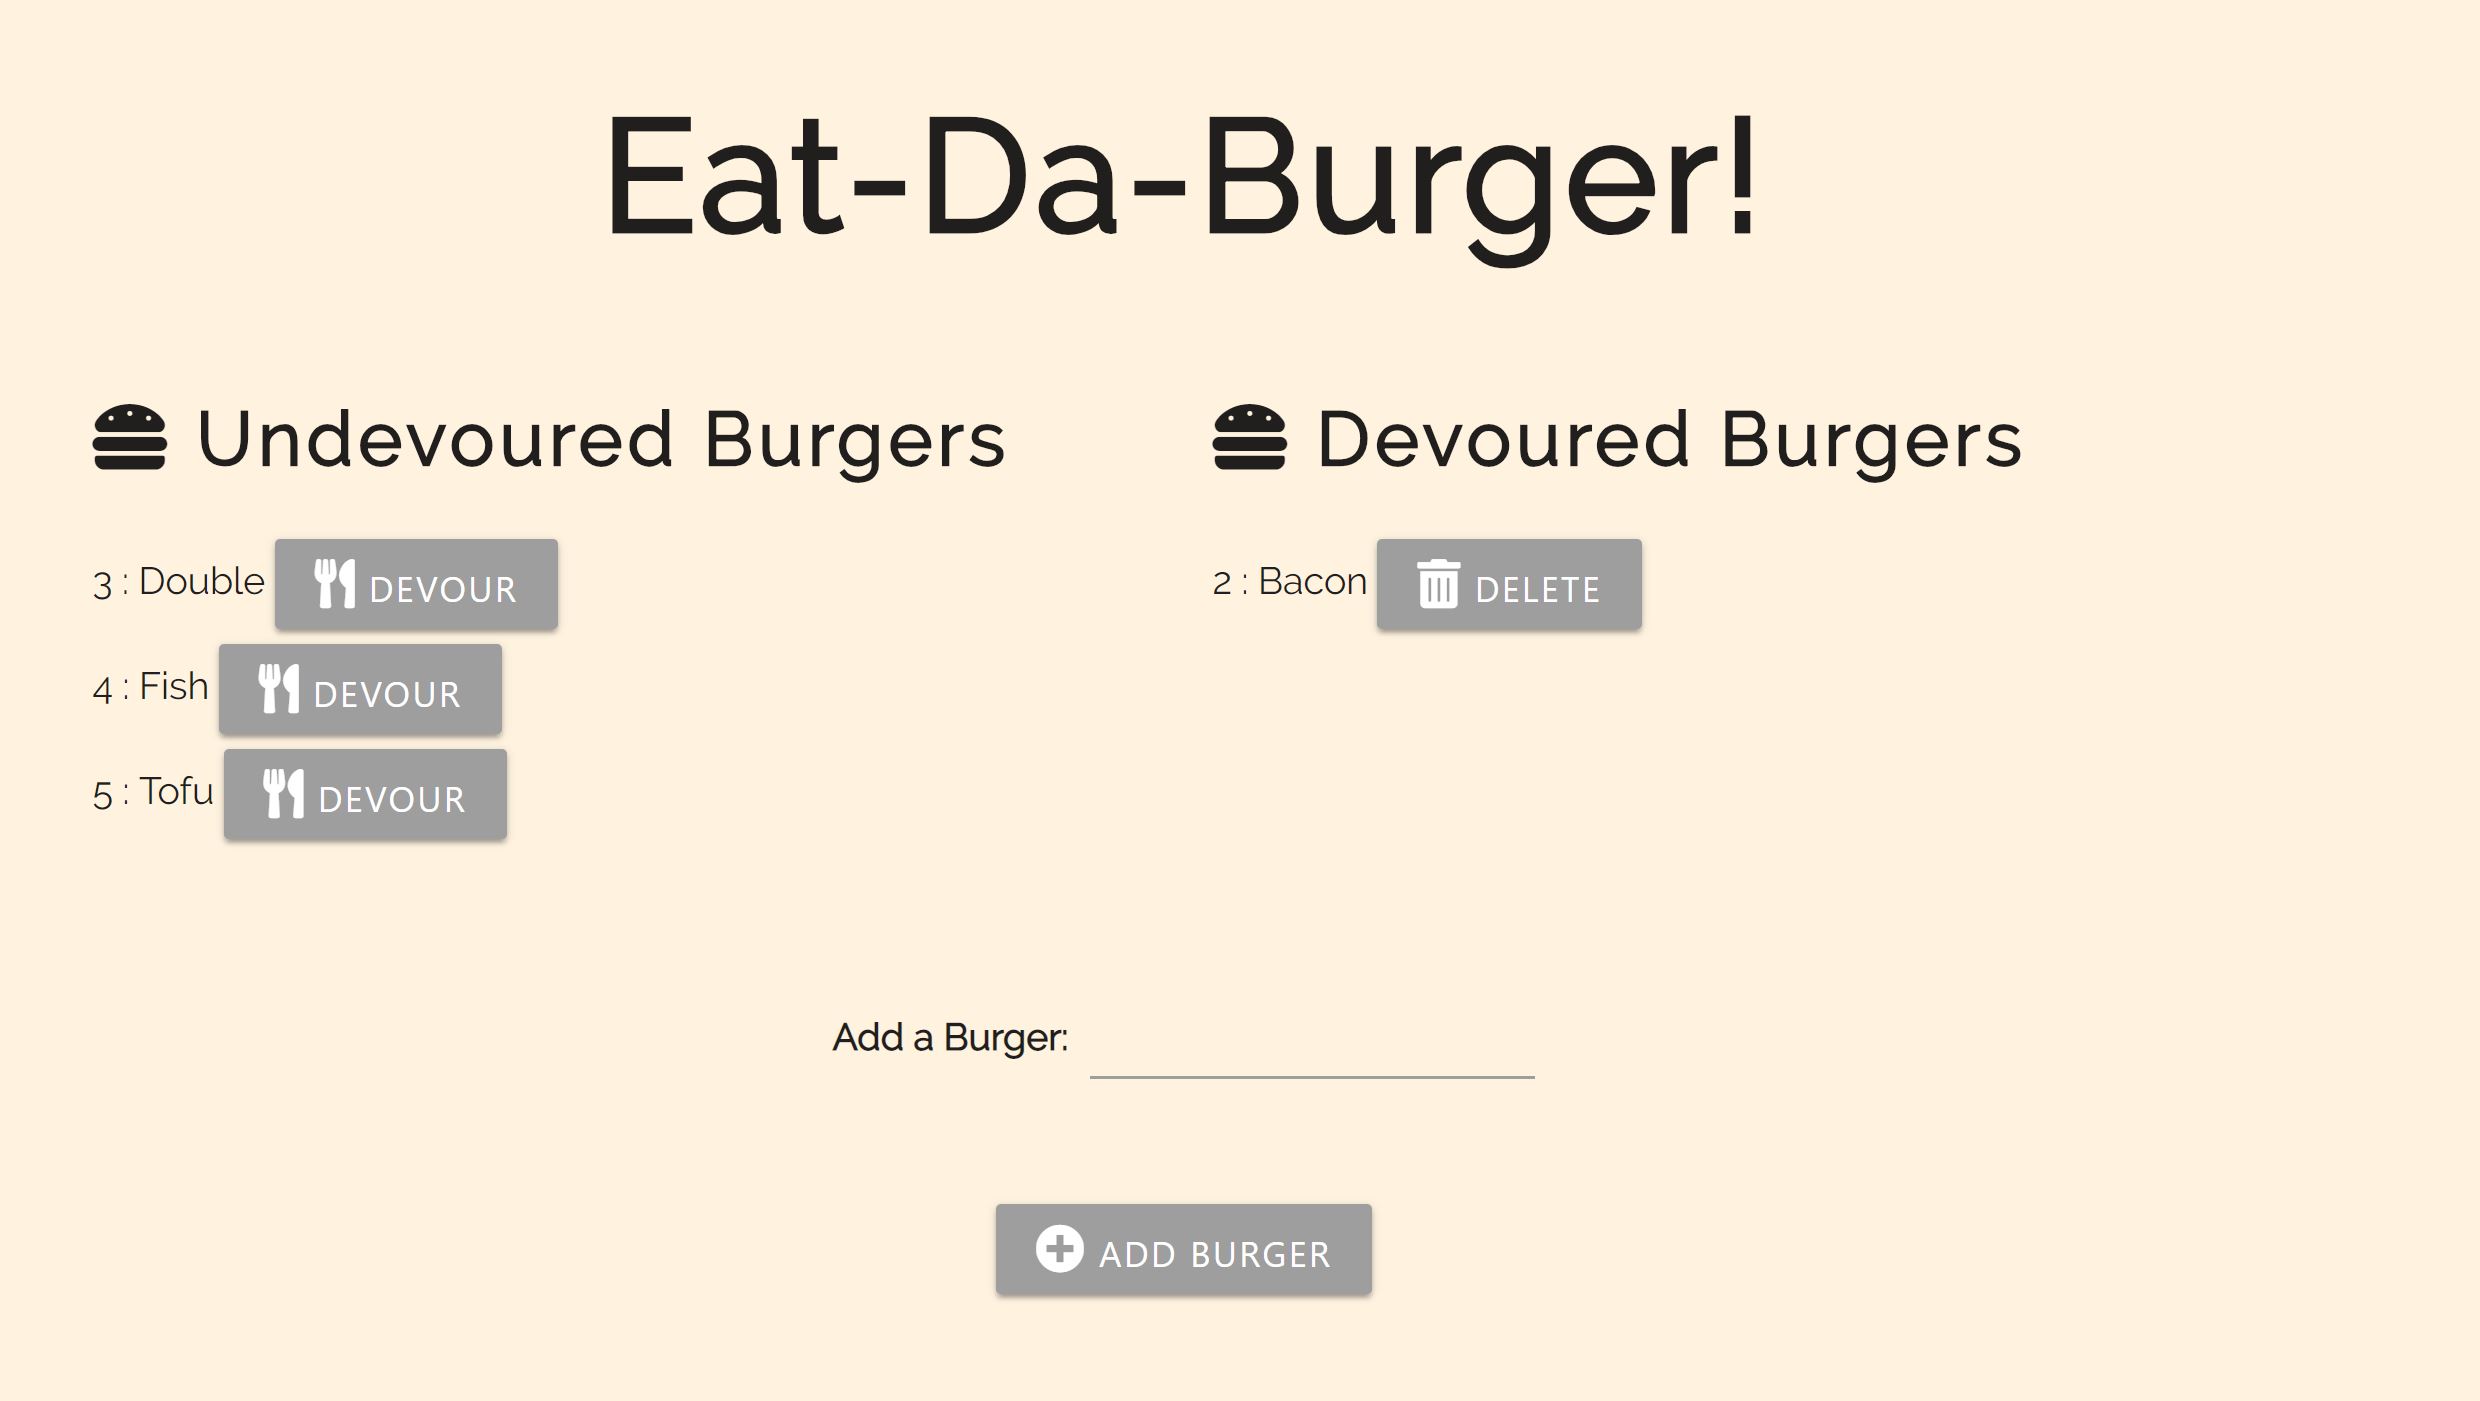 Eat-Da-Burger!
Undevoured Burgers
3 : Double DEVOUR
4 : Fish DEVOUR
5 : Tofu DEVOUR
Devoured Burgers
2 : Bacon DELETE
Add a Burger:
ADD BURGER